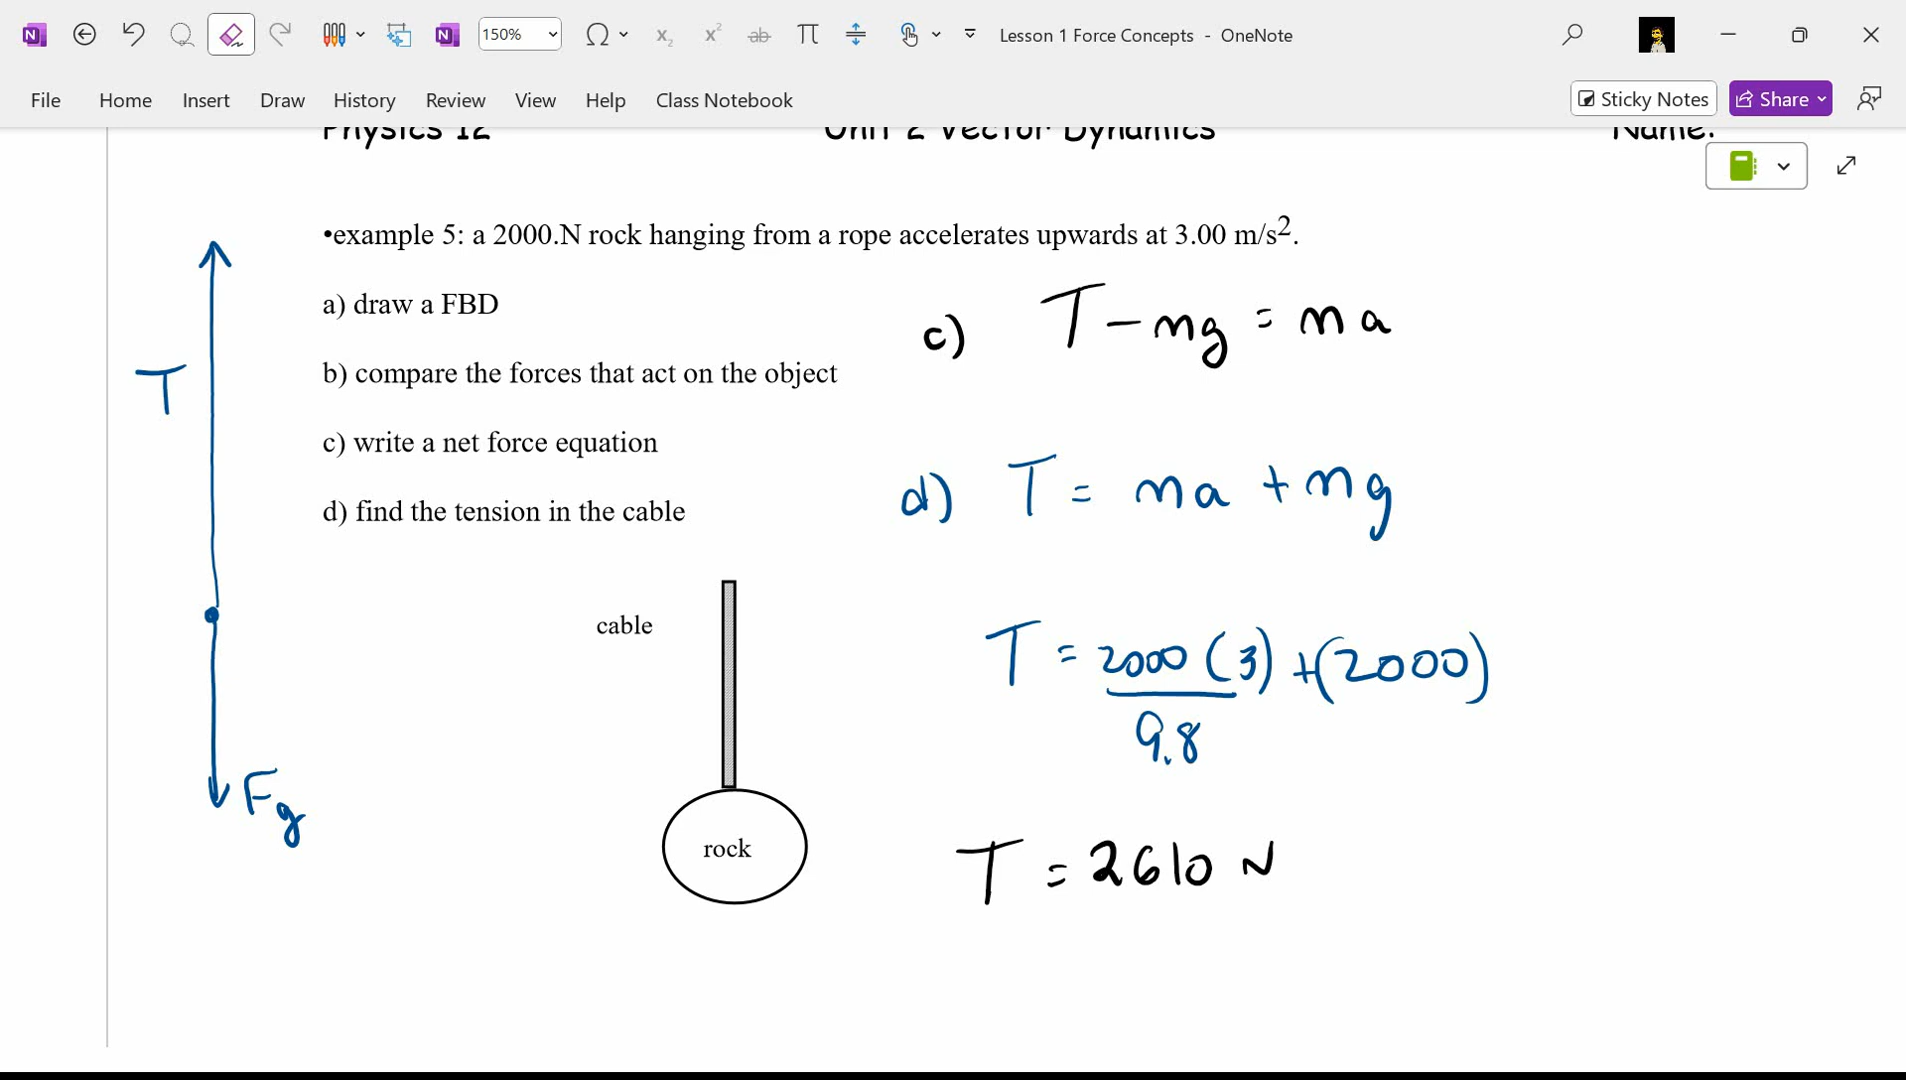 150%
Lesson 1 Force Concepts - OneNote
File Home Insert Draw History Review View Help Class Notebook
Sticky Notes
Share
Physics 12 Unit 2 Vector Dynamics Name:
•example 5: a 2000.N rock hanging from a rope accelerates upwards at 3.00 m/s².
a) draw a FBD
c) T - mg = ma
T
b) compare the forces that act on the object
c) write a net force equation
d) T = ma + mg
d) find the tension in the cable
cable
T = 2000 (3) + (2000)
9.8
Fg
rock
T = 2610 N